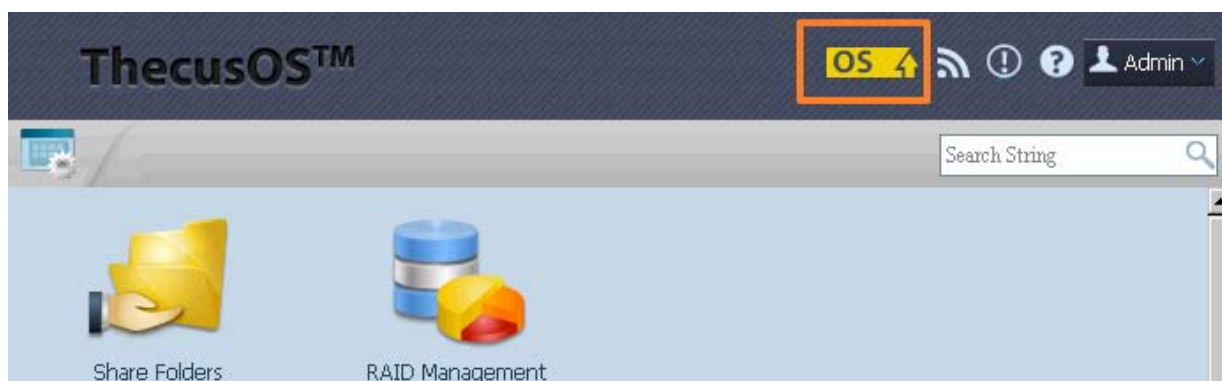 ThecusOS™
OS
Admin
Search String
Share Folders
RAID Management